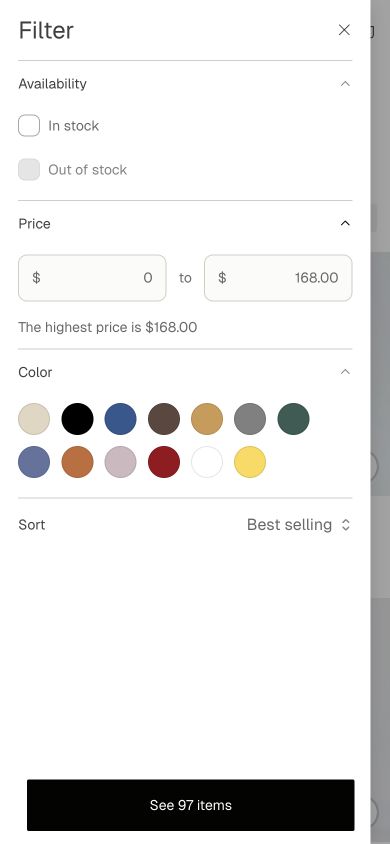 Filter
Availability
In stock
Out of stock
Price
$ 0 to $ 168.00
The highest price is $168.00
Color
Sort Best selling
See 97 items